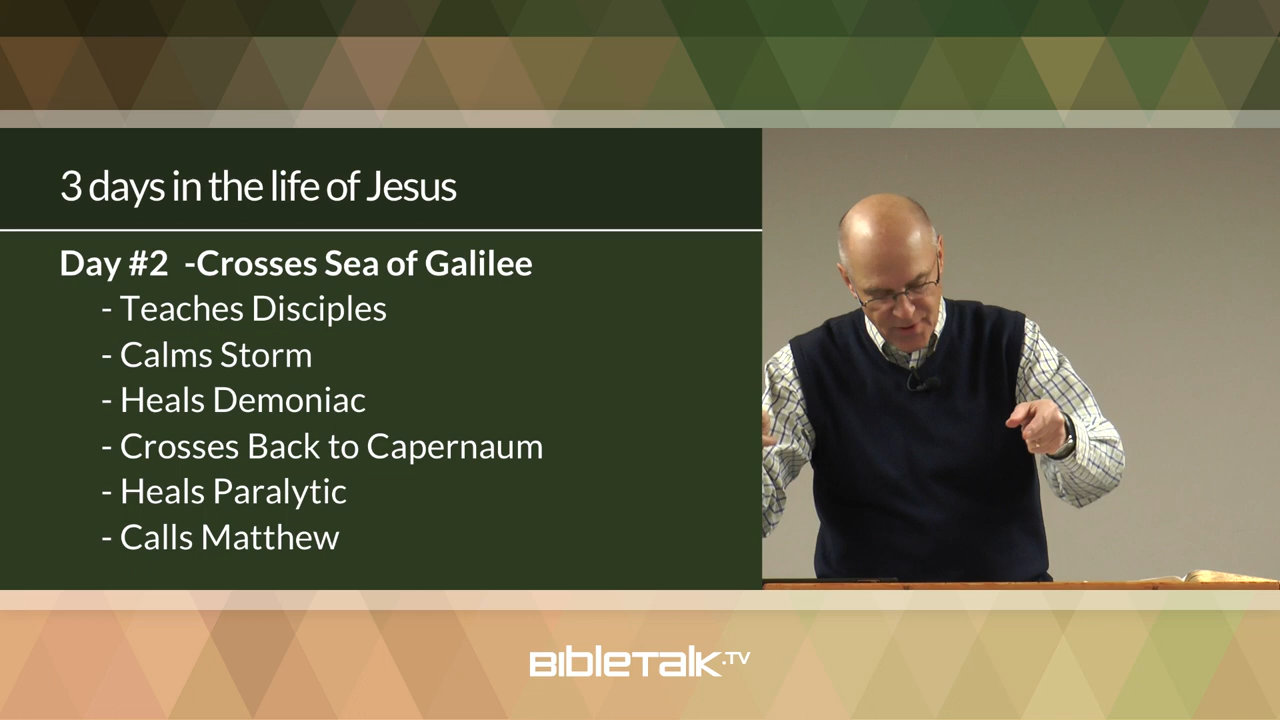 3 days in the life of Jesus
Day #2 -Crosses Sea of Galilee
- Teaches Disciples
- Calms Storm
- Heals Demoniac
- Crosses Back to Capernaum
- Heals Paralytic
- Calls Matthew
BIBLETALK.TV